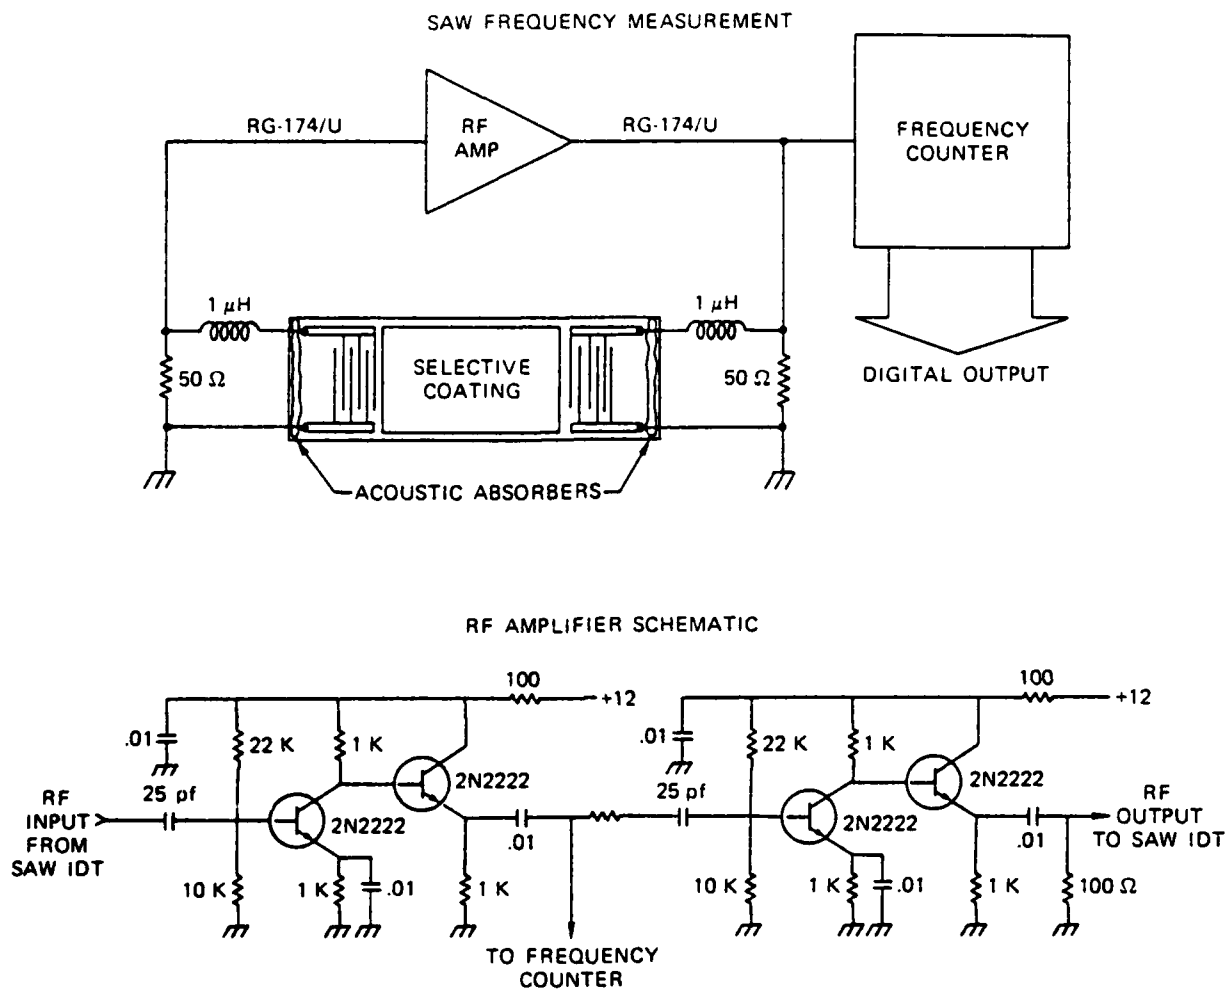 SAW FREQUENCY MEASUREMENT
RG-174/U
RF
AMP
RG-174/U
FREQUENCY
COUNTER
1 μH
1 μH
SELECTIVE
COATING
50 Ω
50 Ω
DIGITAL OUTPUT
ACOUSTIC ABSORBERS
RF AMPLIFIER SCHEMATIC
100
+12
100
+12
.01
22 K
1 K
2N2222
.01
22 K
1 K
2N2222
25 pf
25 pf
RF
INPUT
FROM
SAW IDT
2N2222
.01
2N2222
.01
RF
OUTPUT
TO SAW IDT
10 K
1 K
.01
1 K
10 K
1 K
.01
1 K
100 Ω
TO FREQUENCY
COUNTER